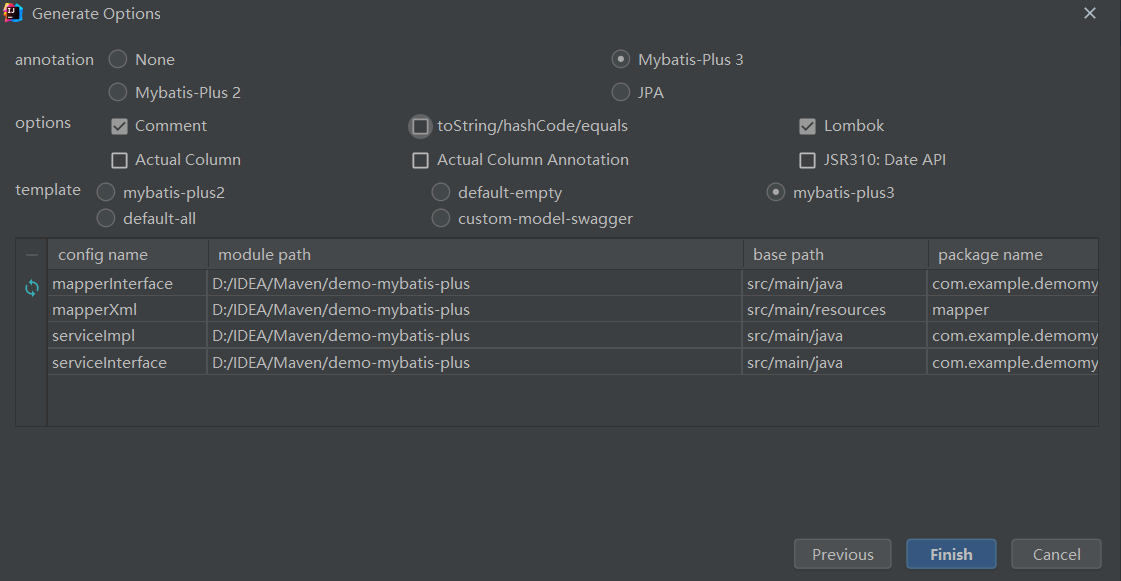 Generate Options
annotation None Mybatis-Plus 3
Mybatis-Plus 2 JPA
options Comment toString/hashCode/equals Lombok
Actual Column Actual Column Annotation JSR310: Date API
template mybatis-plus2 default-empty mybatis-plus3
default-all custom-model-swagger
config name module path base path package name
mapperInterface D:/IDEA/Maven/demo-mybatis-plus src/main/java com.example.demomy
mapperXml D:/IDEA/Maven/demo-mybatis-plus src/main/resources mapper
serviceImpl D:/IDEA/Maven/demo-mybatis-plus src/main/java com.example.demomy
serviceInterface D:/IDEA/Maven/demo-mybatis-plus src/main/java com.example.demomy
Previous Finish Cancel